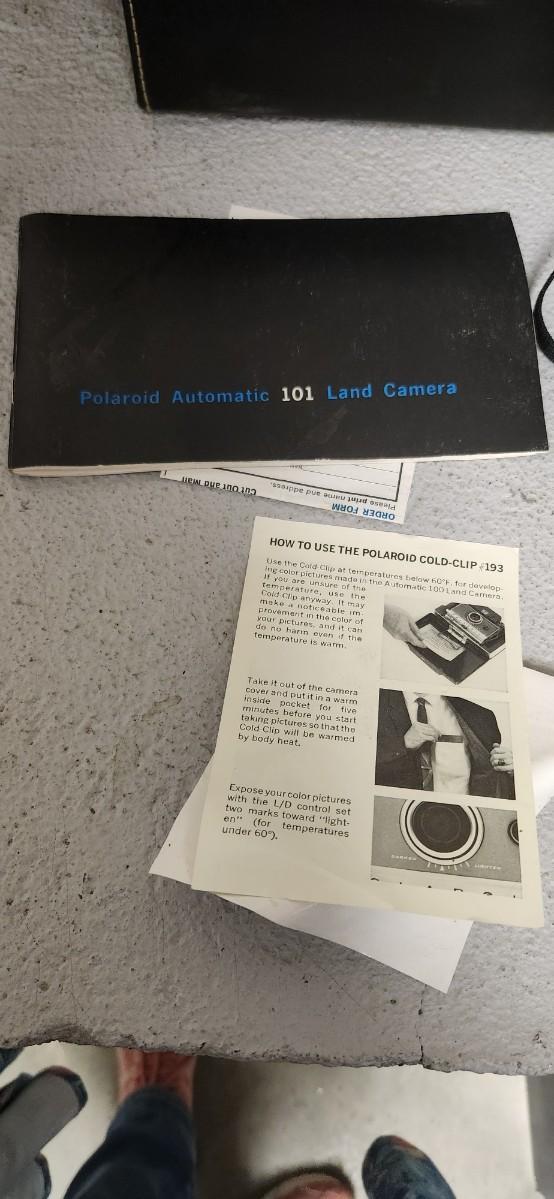 Polaroid Automatic 101 Land Camera
Cut Out and Mail
Please print name and address.
ORDER FORM
HOW TO USE THE POLAROID COLD-CLIP #193
Use the Cold-Clip at temperatures below 60°F. for develop-
ing color pictures made in the Automatic 100 Land Camera.
If you are unsure of the
temperature, use the
Cold-Clip anyway. It may
make a noticeable im-
provement in the color of
your pictures, and it can
do no harm even if the
temperature is warm.
Take it out of the camera
cover and put it in a warm
inside pocket for five
minutes before you start
taking pictures so that the
Cold-Clip will be warmed
by body heat.
Expose your color pictures
with the L/D control set
two marks toward "light-
en" (for temperatures
under 60°).
DARKEN LIGHTEN